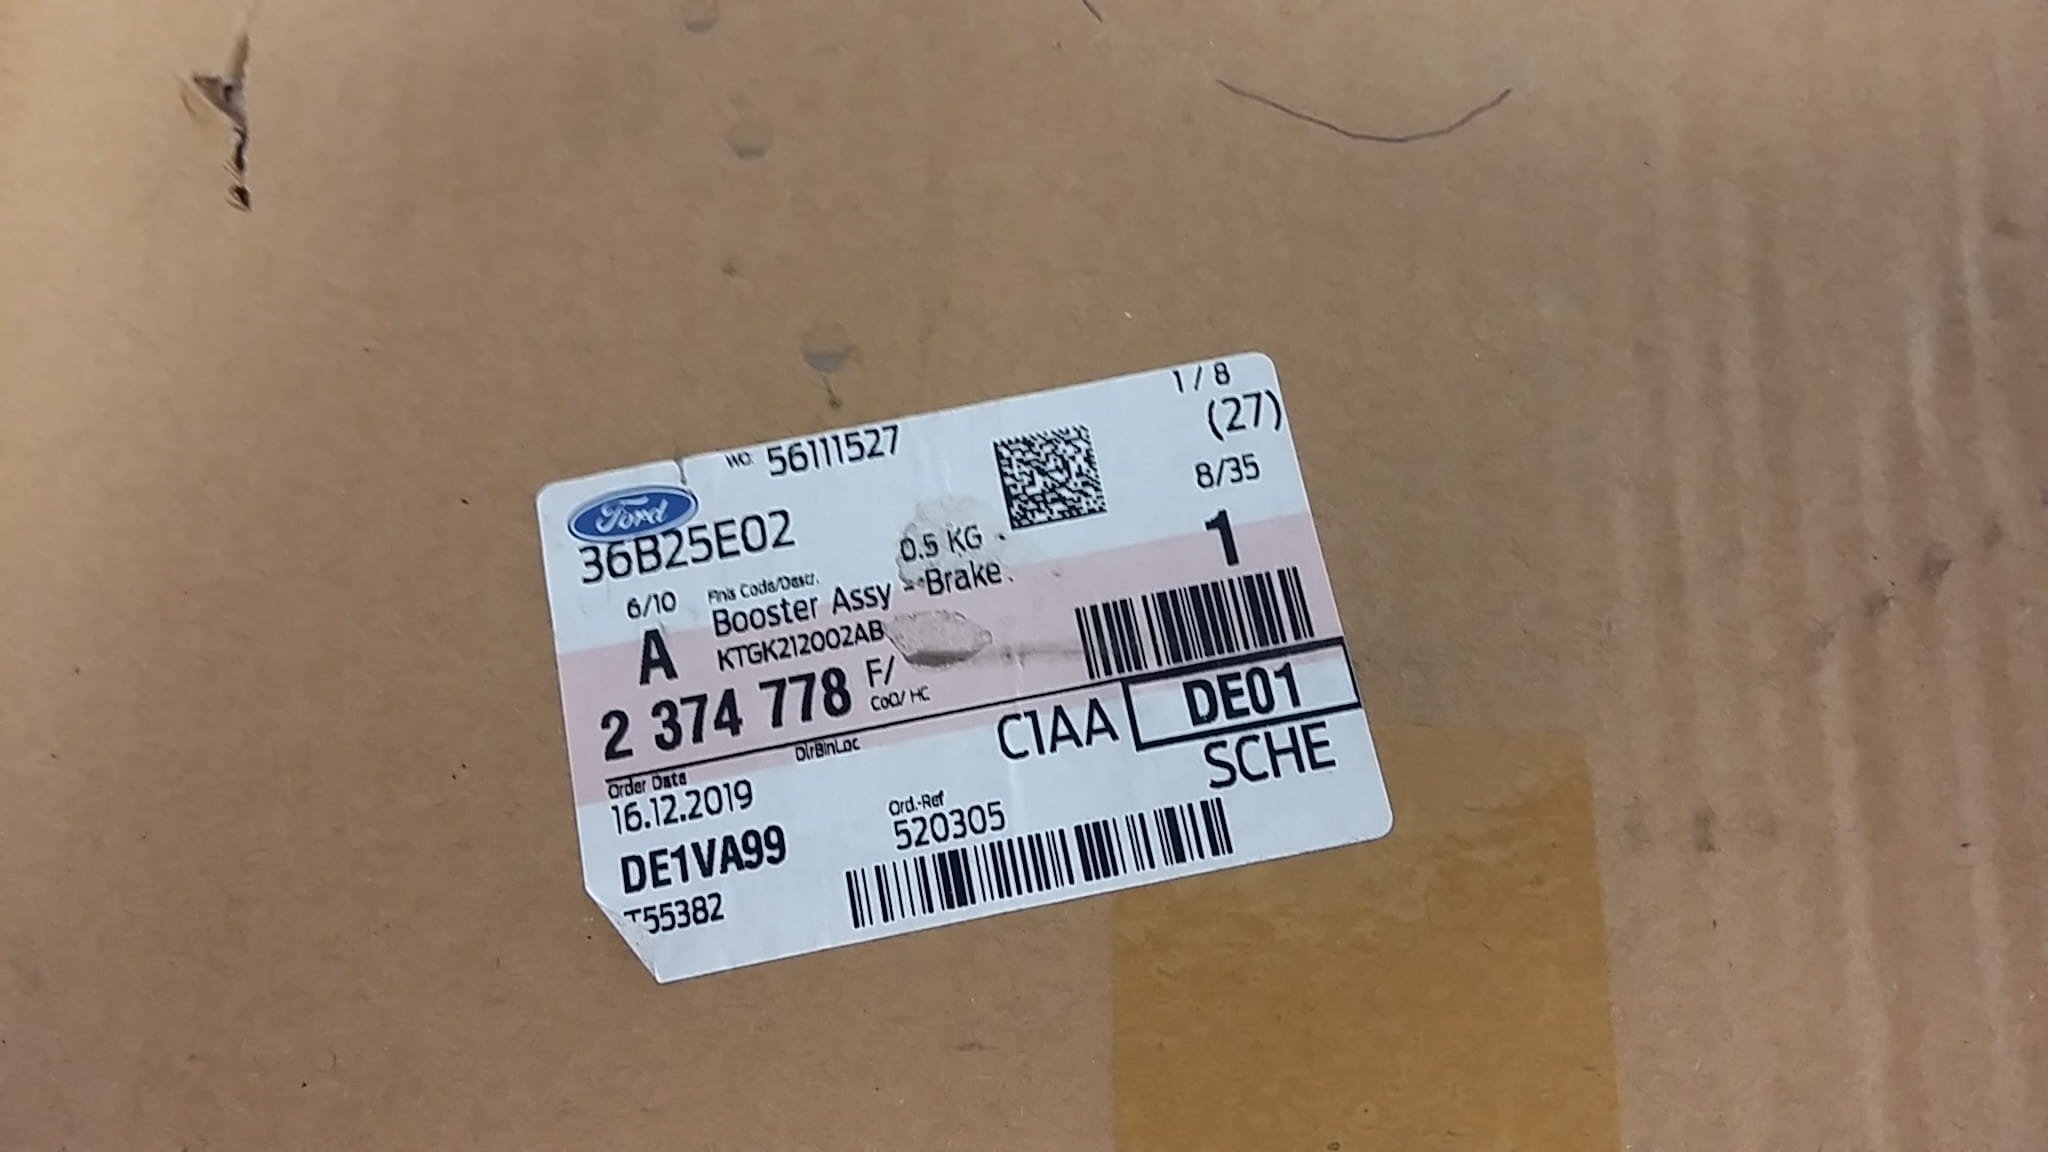 1 / 8
(27)
WO: 56111527
8/35
Ford
36B25E02
0.5 KG
1
6/10
Finis Code/Descr.
Booster Assy - Brake
A
KTGK212002AB
2 374 778 F/
CoO/ HC
DirBinLoc
C1AA
DE01
SCHE
Order Date
16.12.2019
Ord.-Ref
520305
DE1VA99
T55382